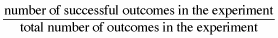 number of successful outcomes in the experiment
total number of outcomes in the experiment